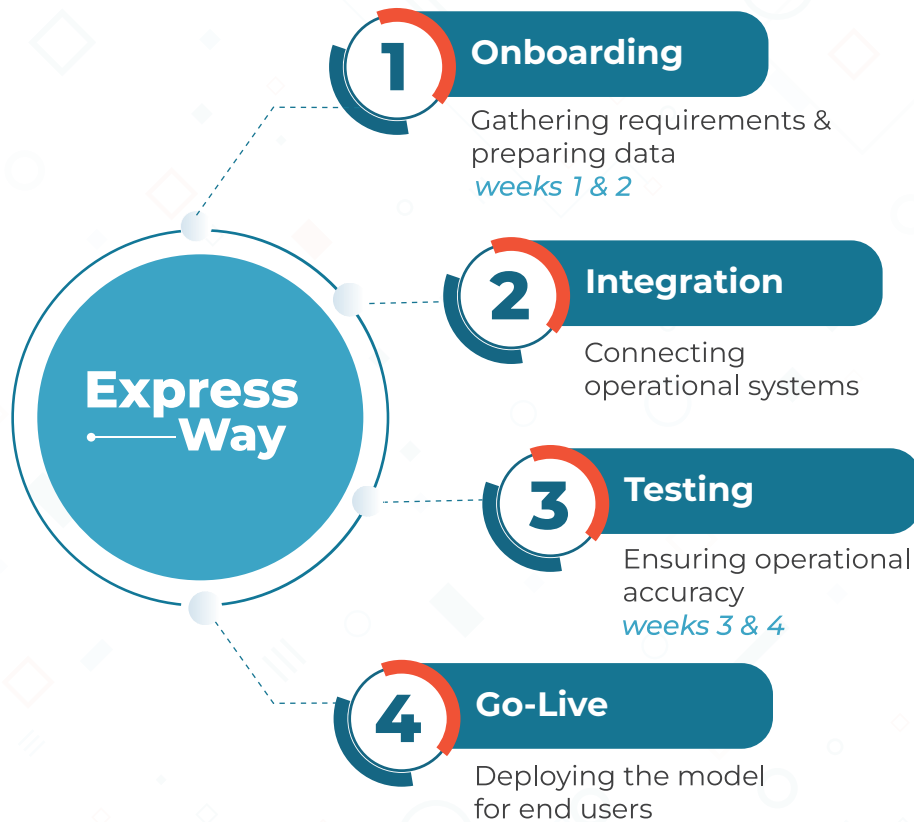 1
Onboarding
Gathering requirements &
preparing data
weeks 1 & 2
2
Integration
Connecting
operational systems
Express
Way
3
Testing
Ensuring operational
accuracy
weeks 3 & 4
4
Go-Live
Deploying the model
for end users